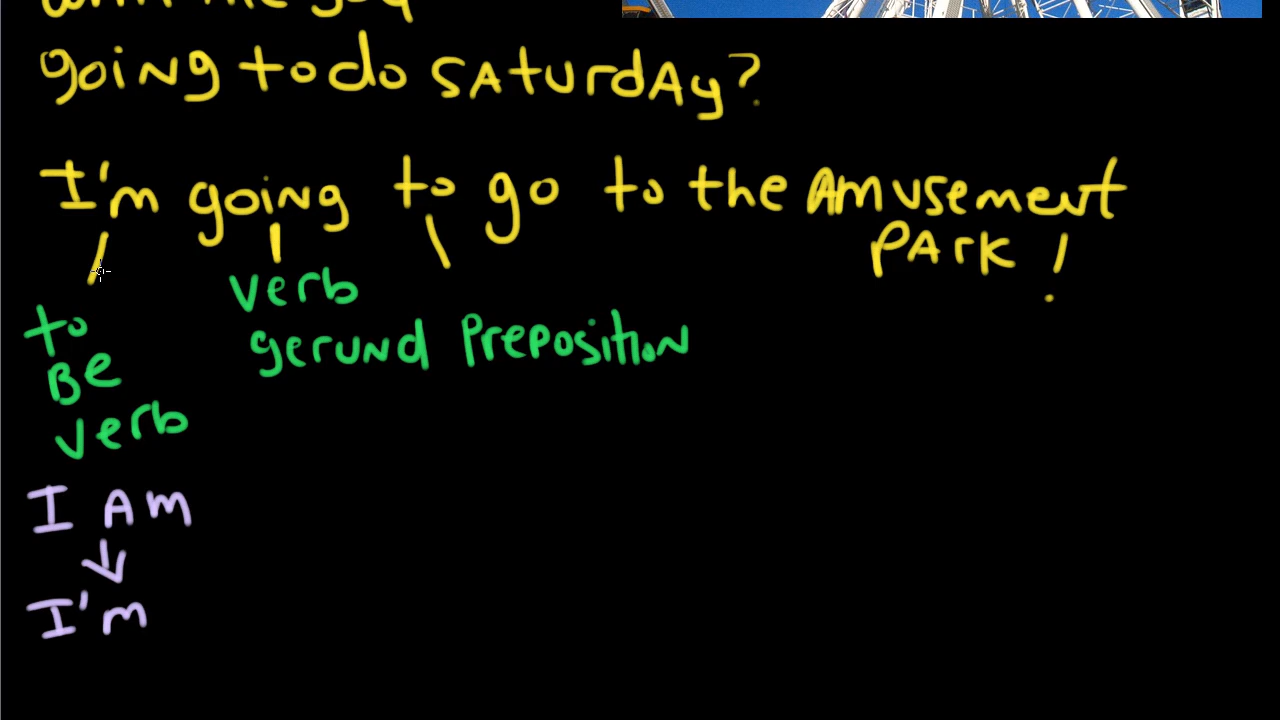 going to do SAturdAy?
I'm going to go to the Amusement
PArk!
verb
gerund Preposition
to
Be
verb
I Am
I'm